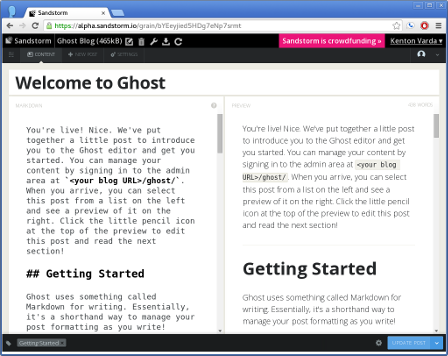 Sandstorm
https://alpha.sandstorm.io/grain/bYEeyjied5HDg7eNp7srmt
Sandstorm Ghost Blog (465kB) Sandstorm is crowdfunding » Kenton Varda ▾
CONTENT NEW POST SETTINGS
Welcome to Ghost
MARKDOWN
You're live! Nice. We've put
together a little post to introduce
you to the Ghost editor and get you
started. You can manage your
content by signing in to the admin
area at `<your blog URL>/ghost/`.
When you arrive, you can select
this post from a list on the left
and see a preview of it on the
right. Click the little pencil icon
at the top of the preview to edit
this post and read the next
section!
## Getting Started
Ghost uses something called
Markdown for writing. Essentially,
it's a shorthand way to manage your
post formatting as you write!
PREVIEW
WORDS
You're live! Nice. We've put together a little post
to introduce you to the Ghost editor and get you
started. You can manage your content by
signing in to the admin area at <your blog
URL>/ghost/. When you arrive, you can select
this post from a list on the left and see a
preview of it on the right. Click the little pencil
icon at the top of the preview to edit this post
and read the next section!
Getting Started
Ghost uses something called Markdown for
writing. Essentially, it's a shorthand way to
manage your post formatting as you write!
Getting Started
UPDATE POST